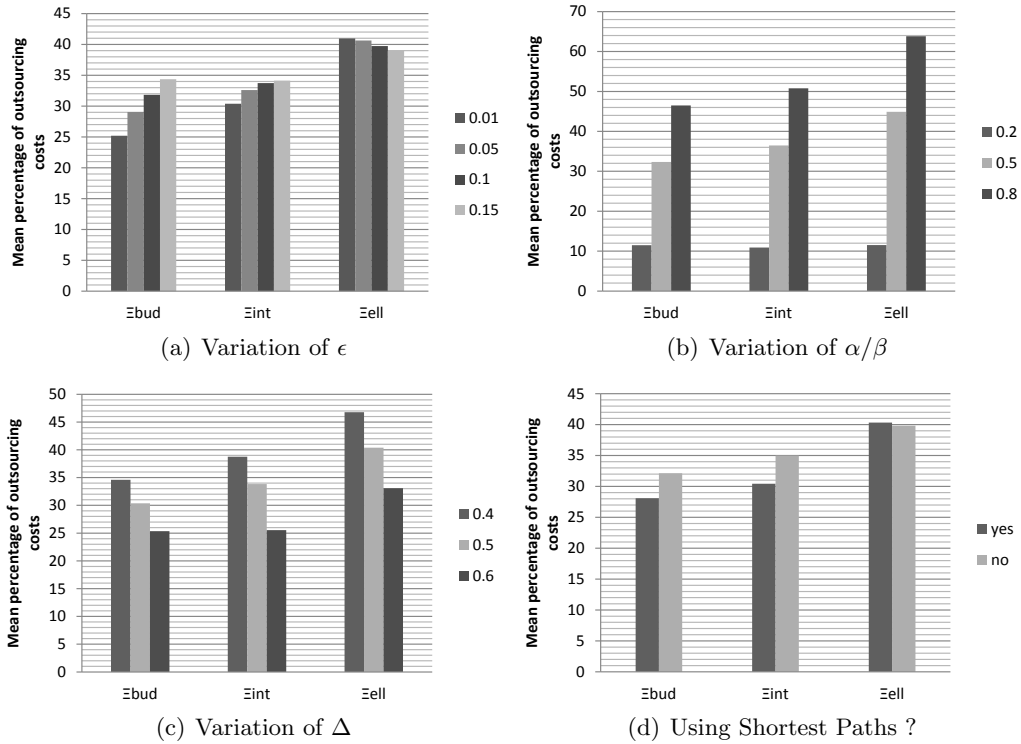 45
40
35
30
25
20
15
10
5
0
Mean percentage of outsourcing
costs
Ξbud Ξint Ξell
0.01
0.05
0.1
0.15
(a) Variation of ϵ
70
60
50
40
30
20
10
0
Mean percentage of outsourcing
costs
Ξbud Ξint Ξell
0.2
0.5
0.8
(b) Variation of α/β
50
45
40
35
30
25
20
15
10
5
0
Mean percentage of outsourcing
costs
Ξbud Ξint Ξell
0.4
0.5
0.6
(c) Variation of Δ
45
40
35
30
25
20
15
10
5
0
Mean percentage of outsourcing
costs
Ξbud Ξint Ξell
yes
no
(d) Using Shortest Paths ?